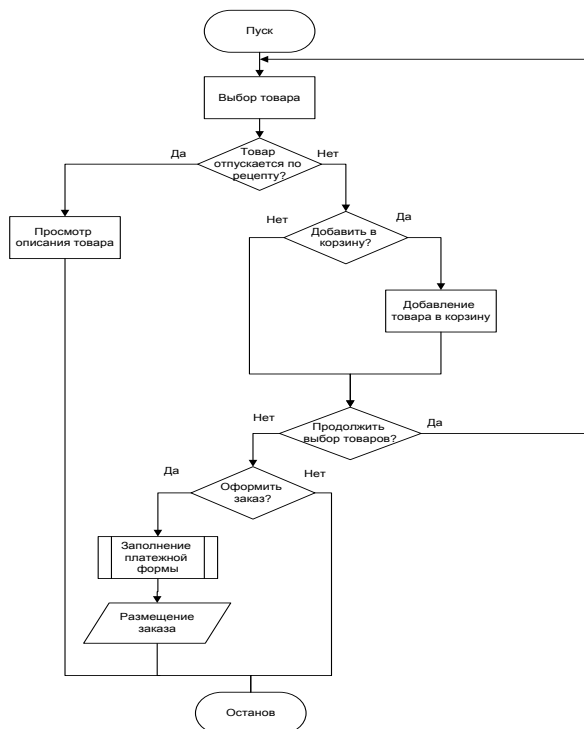 Пуск
Выбор товара
Да
Товар
отпускается по
рецепту?
Нет
Просмотр
описания товара
Нет
Добавить в
корзину?
Да
Добавление
товара в корзину
Нет
Продолжить
выбор товаров?
Да
Да
Оформить
заказ?
Нет
Заполнение
платежной
формы
Размещение
заказа
Останов